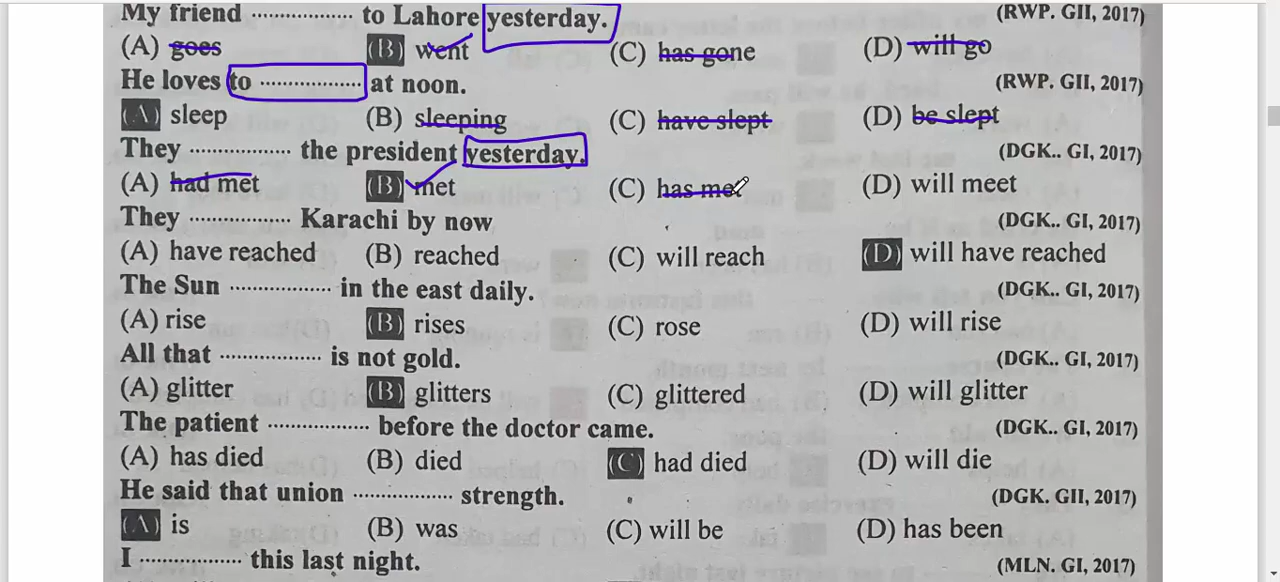 My friend .................. to Lahore yesterday. (RWP. GII, 2017)
(A) goes (B) went (C) has gone (D) will go
He loves to .................. at noon. (RWP. GII, 2017)
(A) sleep (B) sleeping (C) have slept (D) be slept
They .................. the president yesterday. (DGK.. GI, 2017)
(A) had met (B) met (C) has met (D) will meet
They .................. Karachi by now (DGK.. GI, 2017)
(A) have reached (B) reached (C) will reach (D) will have reached
The Sun .................. in the east daily. (DGK.. GI, 2017)
(A) rise (B) rises (C) rose (D) will rise
All that .................. is not gold. (DGK.. GI, 2017)
(A) glitter (B) glitters (C) glittered (D) will glitter
The patient .................. before the doctor came. (DGK.. GI, 2017)
(A) has died (B) died (C) had died (D) will die
He said that union .................. strength. (DGK. GII, 2017)
(A) is (B) was (C) will be (D) has been
I .................. this last night. (MLN. GI, 2017)